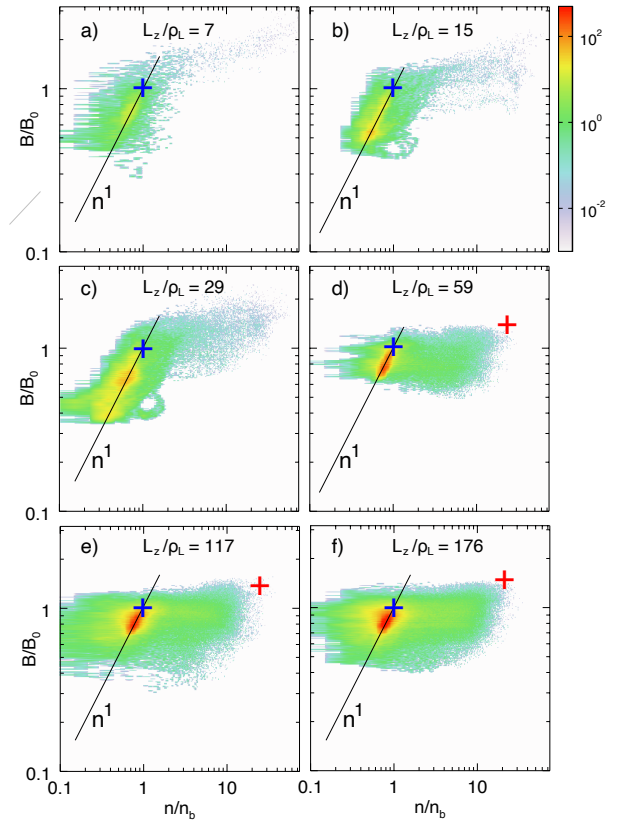 a) L_z/ρ_L = 7
b) L_z/ρ_L = 15
10^2
10^0
10^-2
1
0.1
B/B_0
n^1
n^1
c) L_z/ρ_L = 29
d) L_z/ρ_L = 59
1
0.1
B/B_0
n^1
n^1
e) L_z/ρ_L = 117
f) L_z/ρ_L = 176
1
0.1
B/B_0
n^1
n^1
0.1 1 10
0.1 1 10
n/n_b
n/n_b